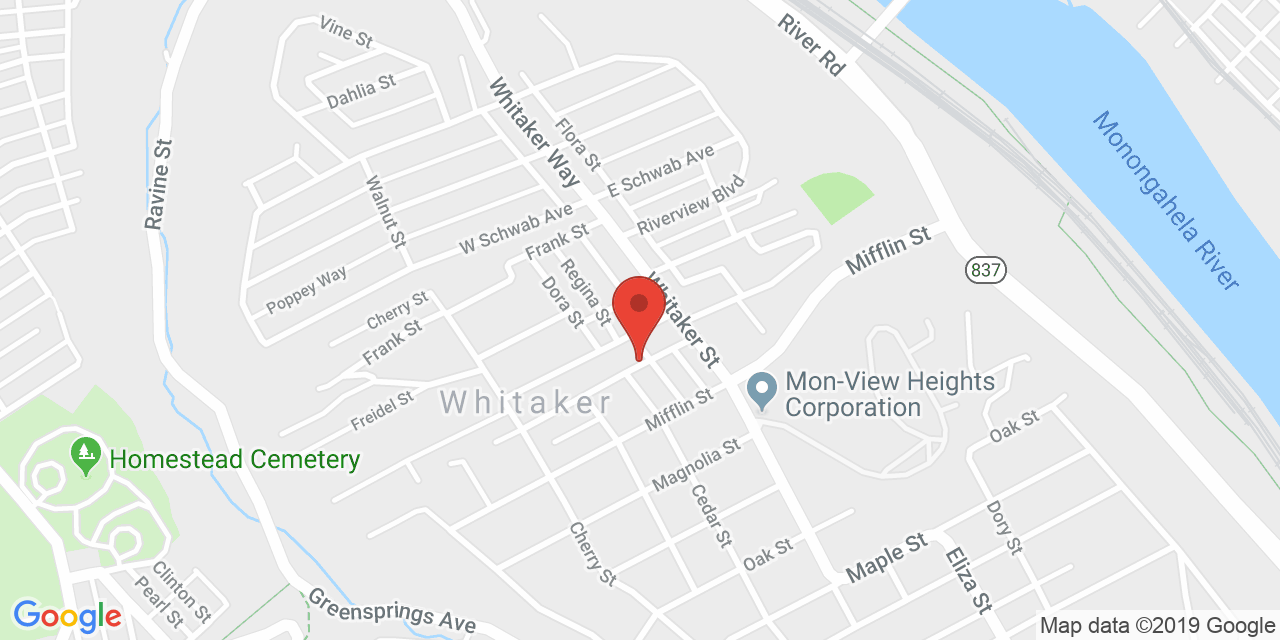 Vine St
River Rd
Dahlia St
Whitaker Way
Flora St
Monongahela River
Ravine St
E Schwab Ave
Walnut St
Riverview Blvd
W Schwab Ave
Frank St
Mifflin St
837
Poppey Way
Regina St
Dora St
Cherry St
Frank St
Whitaker St
Mon-View Heights
Corporation
Whitaker
Freidel St
Mifflin St
Oak St
Homestead Cemetery
Magnolia St
Cedar St
Dory St
Cherry St
Oak St
Maple St
Eliza St
Clinton St
Pearl St
Greensprings Ave
Google
Map data ©2019 Google